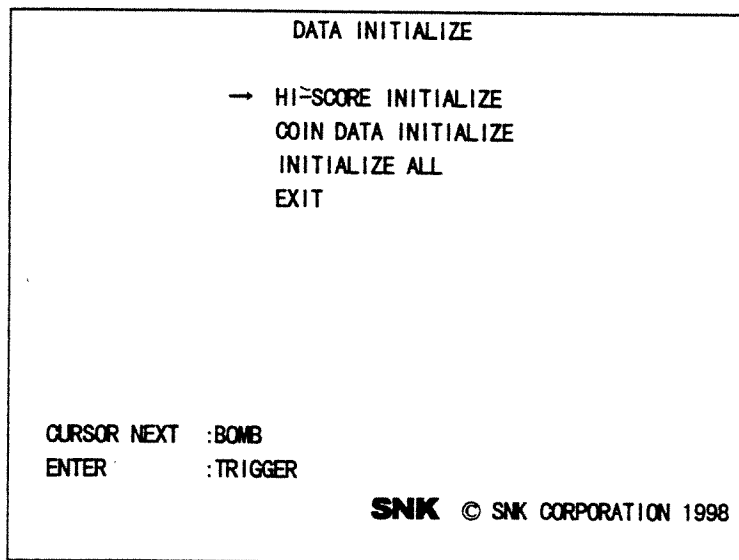 DATA INITIALIZE
→ HI-SCORE INITIALIZE
COIN DATA INITIALIZE
INITIALIZE ALL
EXIT
CURSOR NEXT :BOMB
ENTER :TRIGGER
SNK © SNK CORPORATION 1998